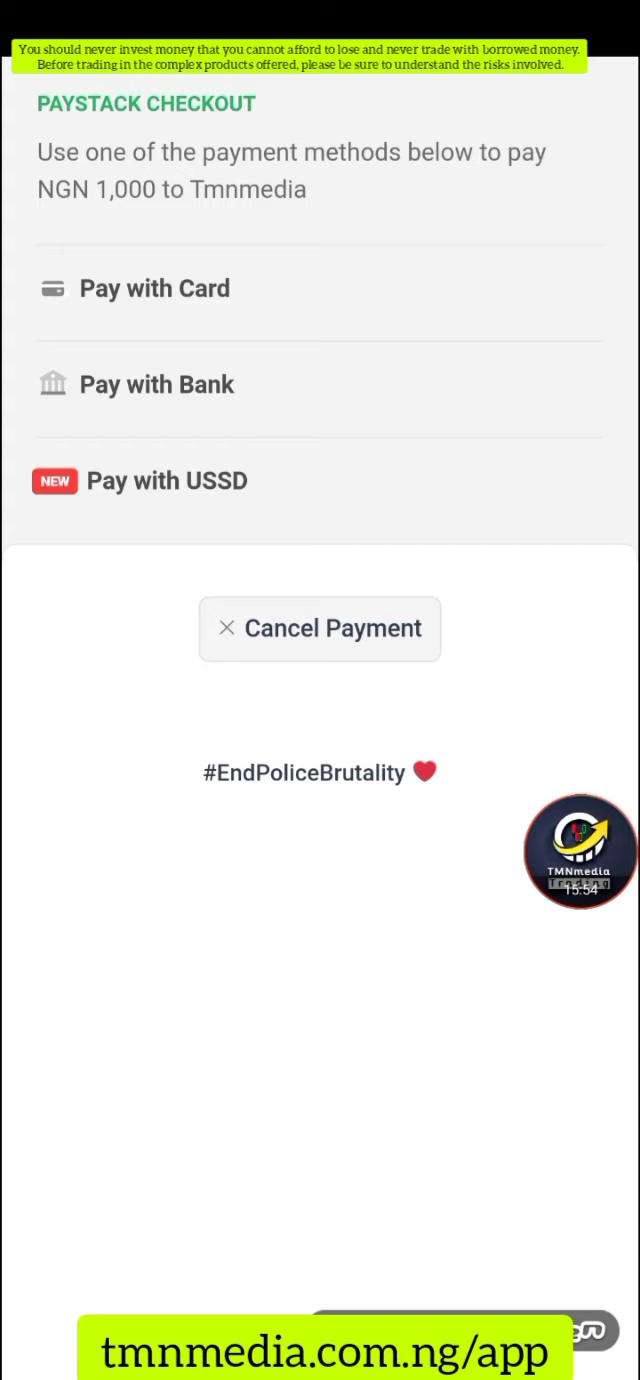 You should never invest money that you cannot afford to lose and never trade with borrowed money.
Before trading in the complex products offered, please be sure to understand the risks involved.
PAYSTACK CHECKOUT
Use one of the payment methods below to pay
NGN 1,000 to Tmnmedia
Pay with Card
Pay with Bank
NEW Pay with USSD
Cancel Payment
#EndPoliceBrutality
TMNmedia
Trading
15:54
tmnmedia.com.ng/app